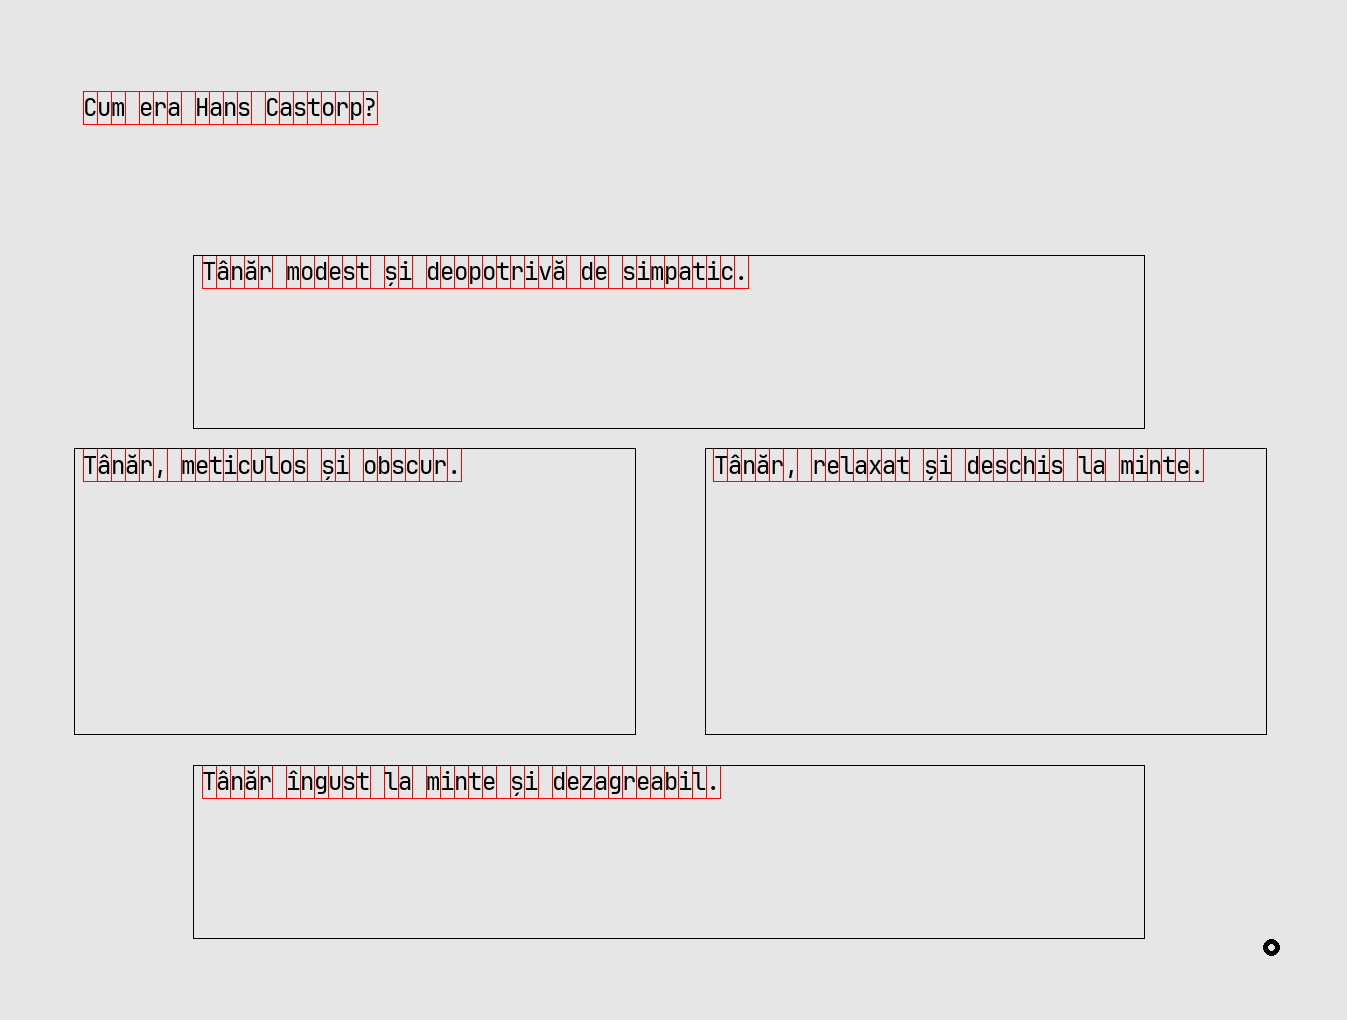 Cum era Hans Castorp?
Tânăr modest și deopotrivă de simpatic.
Tânăr, meticulos și obscur.
Tânăr, relaxat și deschis la minte.
Tânăr îngust la minte și dezagreabil.